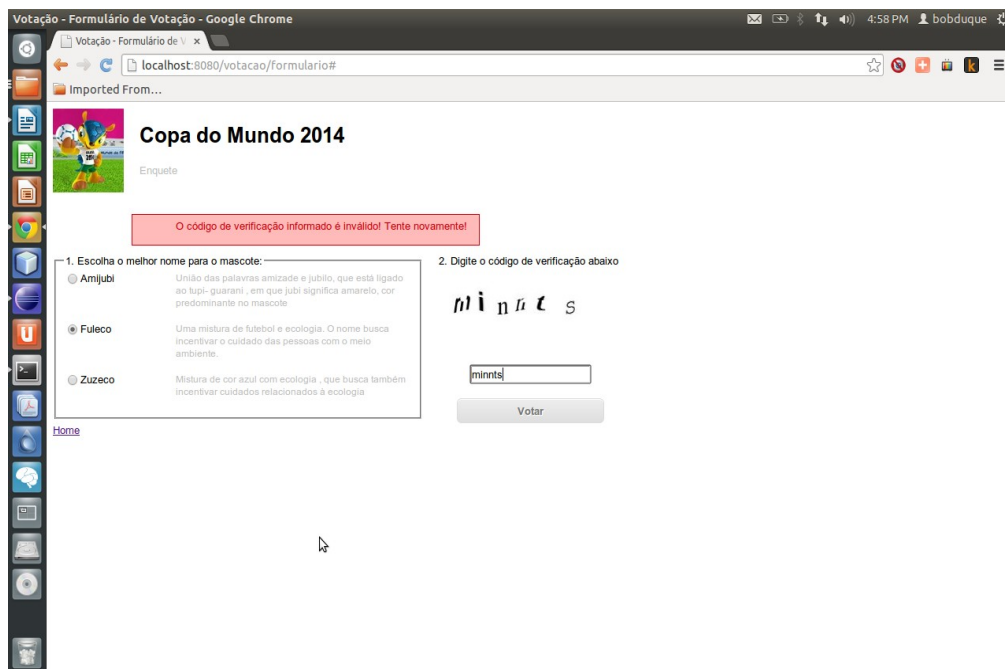 Votação - Formulário de Votação - Google Chrome
4:58 PM bobduque
Votação - Formulário de V ×
localhost:8080/votacao/formulario#
Imported From...
Copa do Mundo 2014
Enquete
O código de verificação informado é inválido! Tente novamente!
1. Escolha o melhor nome para o mascote:
Amijubi
União das palavras amizade e jubilo, que está ligado
ao tupi- guarani , em que jubi significa amarelo, cor
predominante no mascote
Fuleco
Uma mistura de futebol e ecologia. O nome busca
incentivar o cuidado das pessoas com o meio
ambiente.
Zuzeco
Mistura de cor azul com ecologia , que busca também
incentivar cuidados relacionados à ecologia
Home
2. Digite o código de verificação abaixo
minnts
minnts
Votar